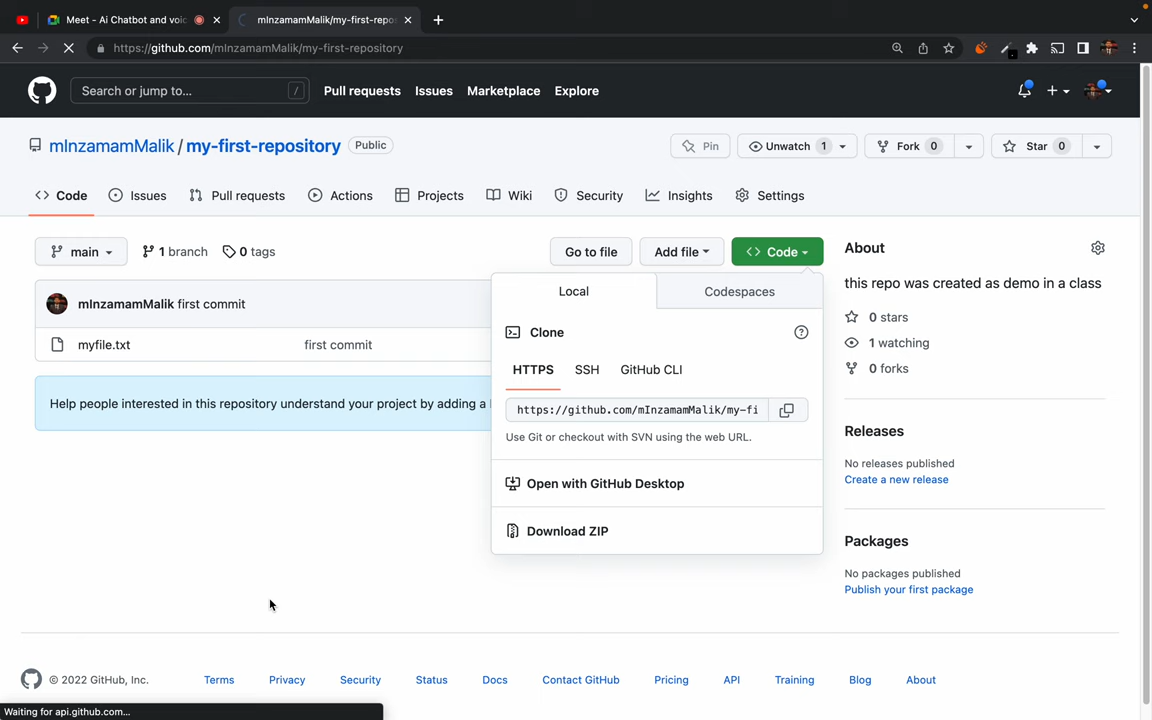 Meet - Ai Chatbot and voic
mInzamamMalik/my-first-repos
https://github.com/mInzamamMalik/my-first-repository
Search or jump to... /
Pull requests Issues Marketplace Explore
mInzamamMalik / my-first-repository Public
Pin Unwatch 1 Fork 0 Star 0
Code Issues Pull requests Actions Projects Wiki Security Insights Settings
main 1 branch 0 tags Go to file Add file Code
mInzamamMalik first commit
myfile.txt first commit
Help people interested in this repository understand your project by adding a
Local Codespaces
Clone
HTTPS SSH GitHub CLI
https://github.com/mInzamamMalik/my-fi
Use Git or checkout with SVN using the web URL.
Open with GitHub Desktop
Download ZIP
About
this repo was created as demo in a class
0 stars
1 watching
0 forks
Releases
No releases published
Create a new release
Packages
No packages published
Publish your first package
© 2022 GitHub, Inc. Terms Privacy Security Status Docs Contact GitHub Pricing API Training Blog About
Waiting for api.github.com...